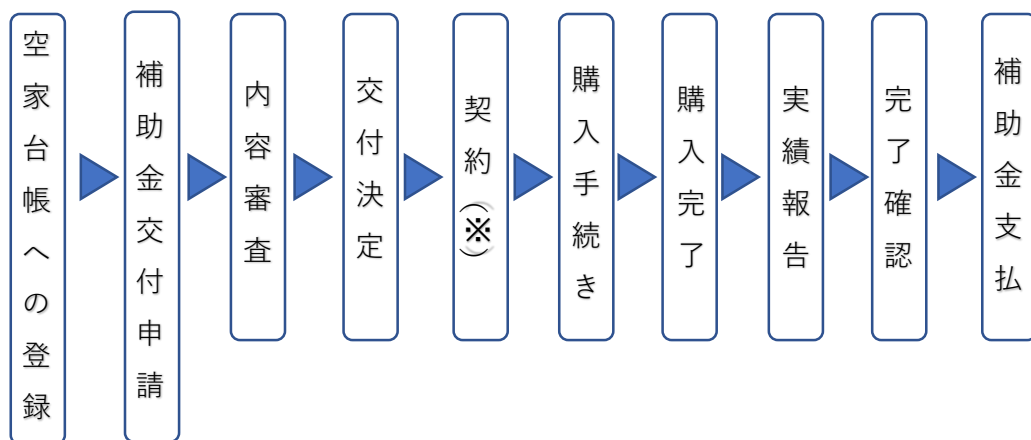 空家台帳への登録
補助金交付申請
内容審査
交付決定
契約(※)
購入手続き
購入完了
実績報告
完了確認
補助金支払